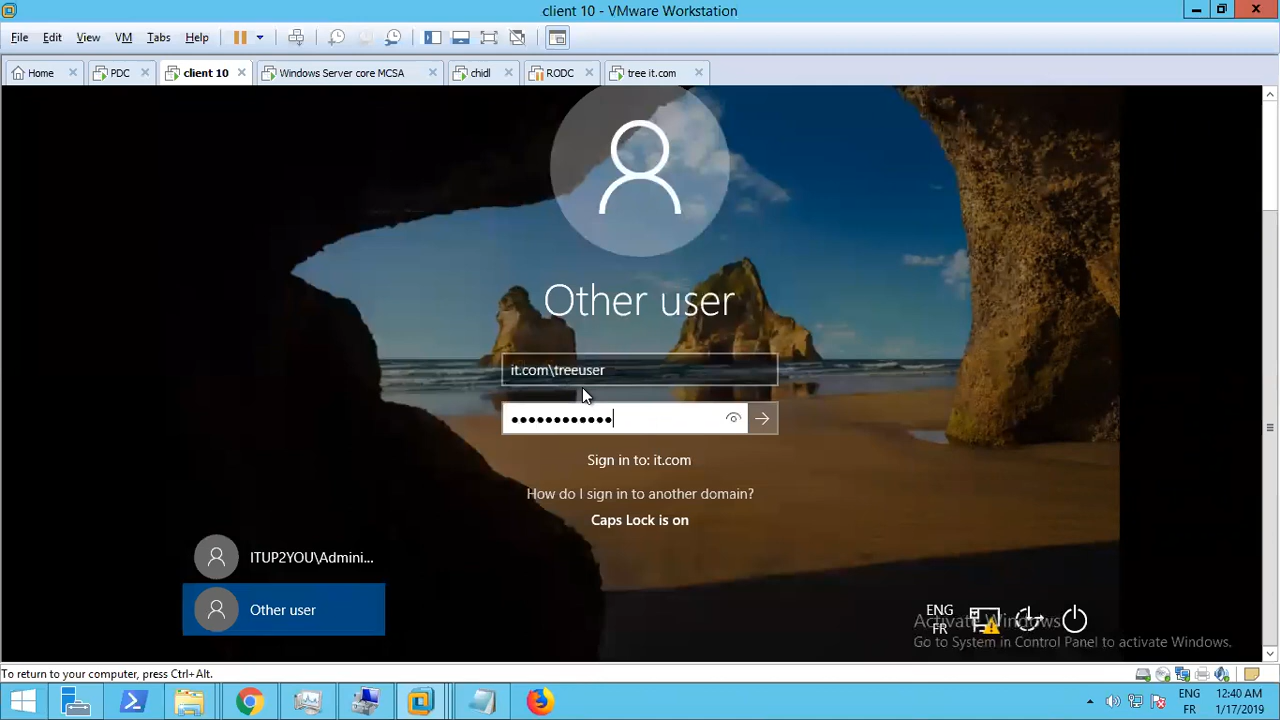 client 10 - VMware Workstation
File Edit View VM Tabs Help
Home PDC client 10 Windows Server core MCSA chidl RODC tree it.com
Other user
it.com\treeuser
●●●●●●●●●●●●
Sign in to: it.com
How do I sign in to another domain?
Caps Lock is on
ITUP2YOU\Admini...
Other user
ENG
FR
Activate Windows
Go to System in Control Panel to activate Windows.
To return to your computer, press Ctrl+Alt.
ENG 12:40 AM
FR 1/17/2019